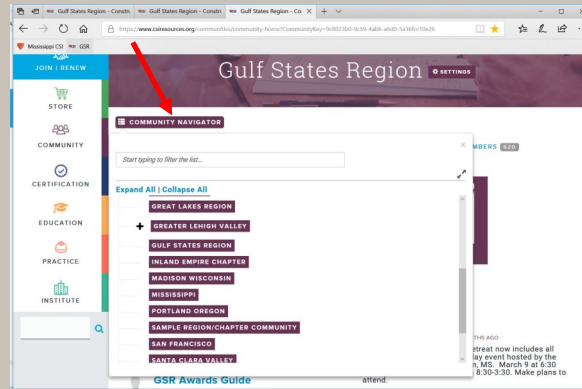 Gulf States Region - Constn
Gulf States Region - Constn
Gulf States Region - Co
https://www.csiresources.org/communities/community-home?CommunityKey=9c8023b0-9c59-4ab6-a6d0-5a36fcc19e26
Mississippi CSI
GSR
JOIN | RENEW
Gulf States Region
SETTINGS
STORE
COMMUNITY NAVIGATOR
COMMUNITY
MBERS 620
Start typing to filter the list...
CERTIFICATION
Expand All | Collapse All
GREAT LAKES REGION
EDUCATION
GREATER LEHIGH VALLEY
GULF STATES REGION
PRACTICE
INLAND EMPIRE CHAPTER
MADISON WISCONSIN
INSTITUTE
MISSISSIPPI
PORTLAND OREGON
SAMPLE REGION/CHAPTER COMMUNITY
SAN FRANCISCO
THS AGO
etreat now includes all
lay event hosted by the
n, MS. March 9 at 6:30
8:30-3:30. Make plans to
SANTA CLARA VALLEY
GSR Awards Guide
attend.